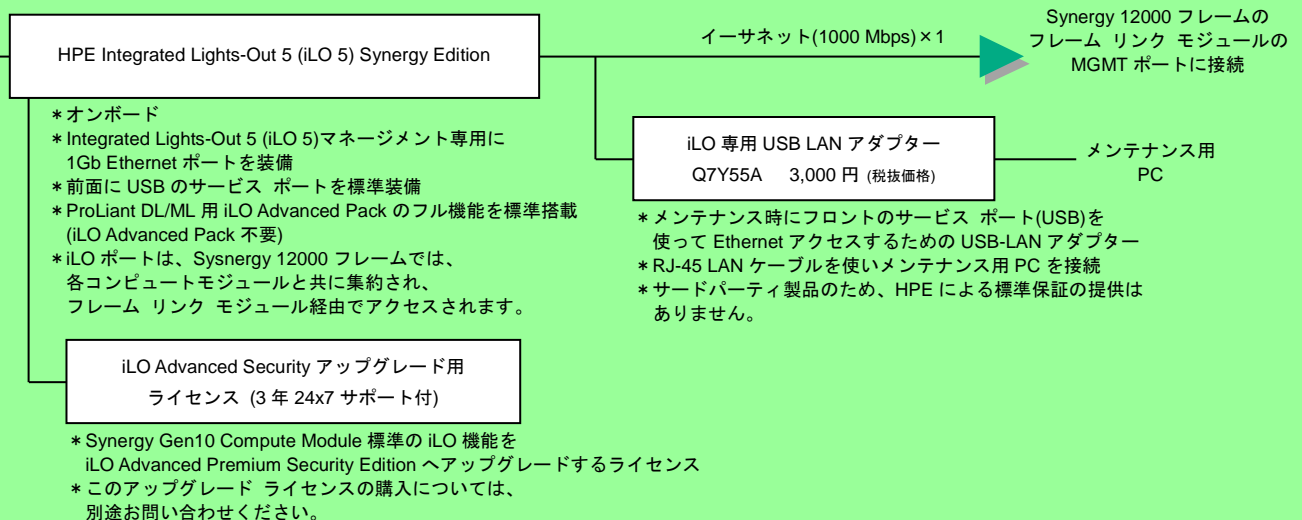 HPE Integrated Lights-Out 5 (iLO 5) Synergy Edition
イーサネット(1000 Mbps)×1
Synergy 12000 フレームの
フレーム リンク モジュールの
MGMT ポートに接続
*オンボード
*Integrated Lights-Out 5 (iLO 5)マネージメント専用に
1Gb Ethernet ポートを装備
*前面に USB のサービス ポートを標準装備
*ProLiant DL/ML 用 iLO Advanced Pack のフル機能を標準搭載
(iLO Advanced Pack 不要)
*iLO ポートは、Sysnergy 12000 フレームでは、
各コンピュートモジュールと共に集約され、
フレーム リンク モジュール経由でアクセスされます。
iLO 専用 USB LAN アダプター
Q7Y55A 3,000 円 (税抜価格)
メンテナンス用
PC
*メンテナンス時にフロントのサービス ポート(USB)を
使って Ethernet アクセスするための USB-LAN アダプター
*RJ-45 LAN ケーブルを使いメンテナンス用 PC を接続
*サードパーティ製品のため、HPE による標準保証の提供は
ありません。
iLO Advanced Security アップグレード用
ライセンス (3 年 24x7 サポート付)
*Synergy Gen10 Compute Module 標準の iLO 機能を
iLO Advanced Premium Security Edition へアップグレードするライセンス
*このアップグレード ライセンスの購入については、
別途お問い合わせください。